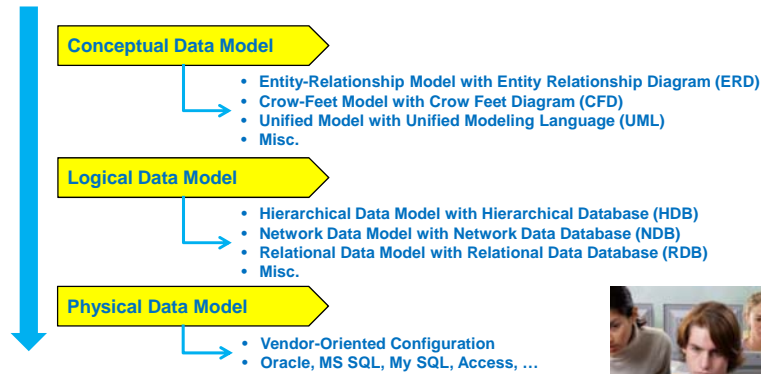 Conceptual Data Model
• Entity-Relationship Model with Entity Relationship Diagram (ERD)
• Crow-Feet Model with Crow Feet Diagram (CFD)
• Unified Model with Unified Modeling Language (UML)
• Misc.
Logical Data Model
• Hierarchical Data Model with Hierarchical Database (HDB)
• Network Data Model with Network Data Database (NDB)
• Relational Data Model with Relational Data Database (RDB)
• Misc.
Physical Data Model
• Vendor-Oriented Configuration
• Oracle, MS SQL, My SQL, Access, …